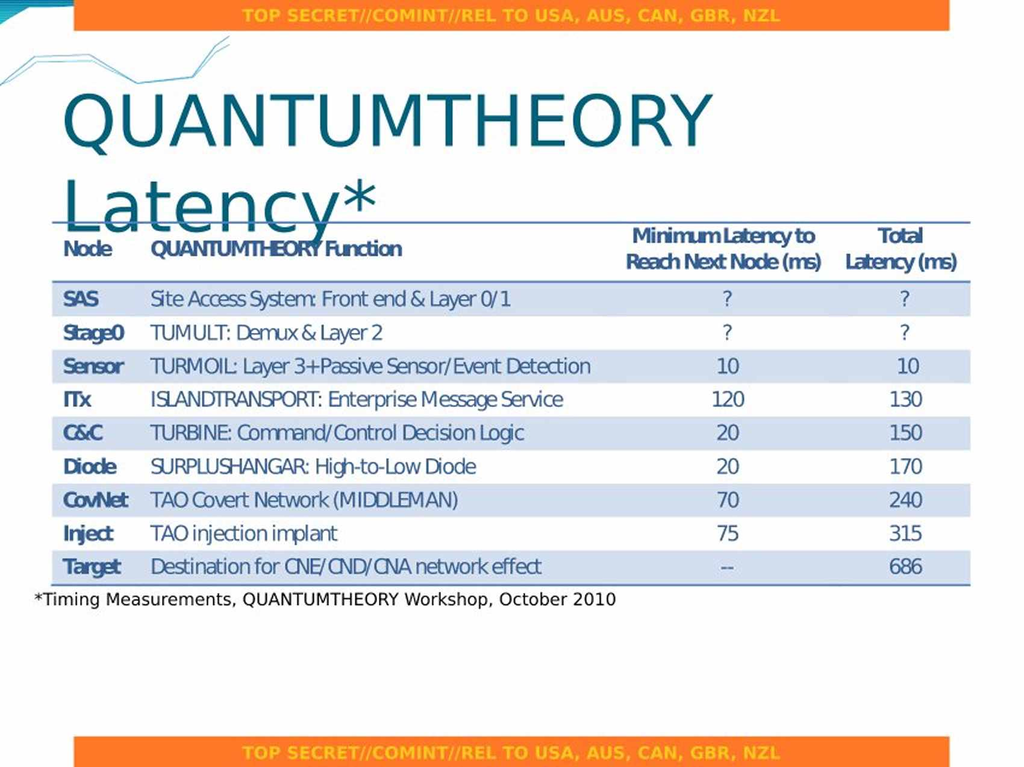 TOP SECRET//COMINT//REL TO USA, AUS, CAN, GBR, NZL
QUANTUMTHEORY
Latency*
Node QUANTUMTHEORY Function Minimum Latency to Reach Next Node (ms) Total Latency (ms)
SAS Site Access System: Front end & Layer 0/1 ? ?
Stage0 TUMULT: Demux & Layer 2 ? ?
Sensor TURMOIL: Layer 3+Passive Sensor/Event Detection 10 10
ITx ISLANDTRANSPORT: Enterprise Message Service 120 130
C&C TURBINE: Command/Control Decision Logic 20 150
Diode SURPLUSHANGAR: High-to-Low Diode 20 170
CovNet TAO Covert Network (MIDDLEMAN) 70 240
Inject TAO injection implant 75 315
Target Destination for CNE/CND/CNA network effect -- 686
*Timing Measurements, QUANTUMTHEORY Workshop, October 2010
TOP SECRET//COMINT//REL TO USA, AUS, CAN, GBR, NZL